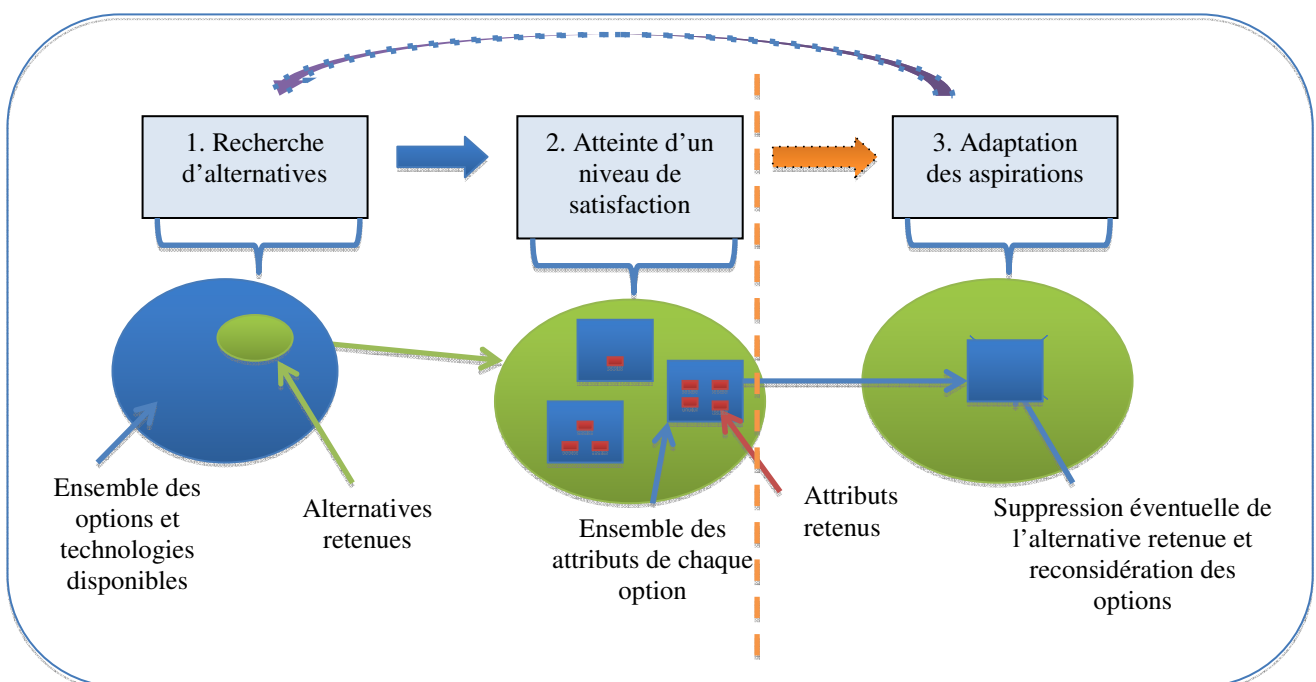 1. Recherche
d'alternatives
2. Atteinte d'un
niveau de
satisfaction
3. Adaptation
des aspirations
Ensemble des
options et
technologies
disponibles
Alternatives
retenues
Ensemble des
attributs de chaque
option
Attributs
retenus
Suppression éventuelle de
l'alternative retenue et
reconsidération des
options